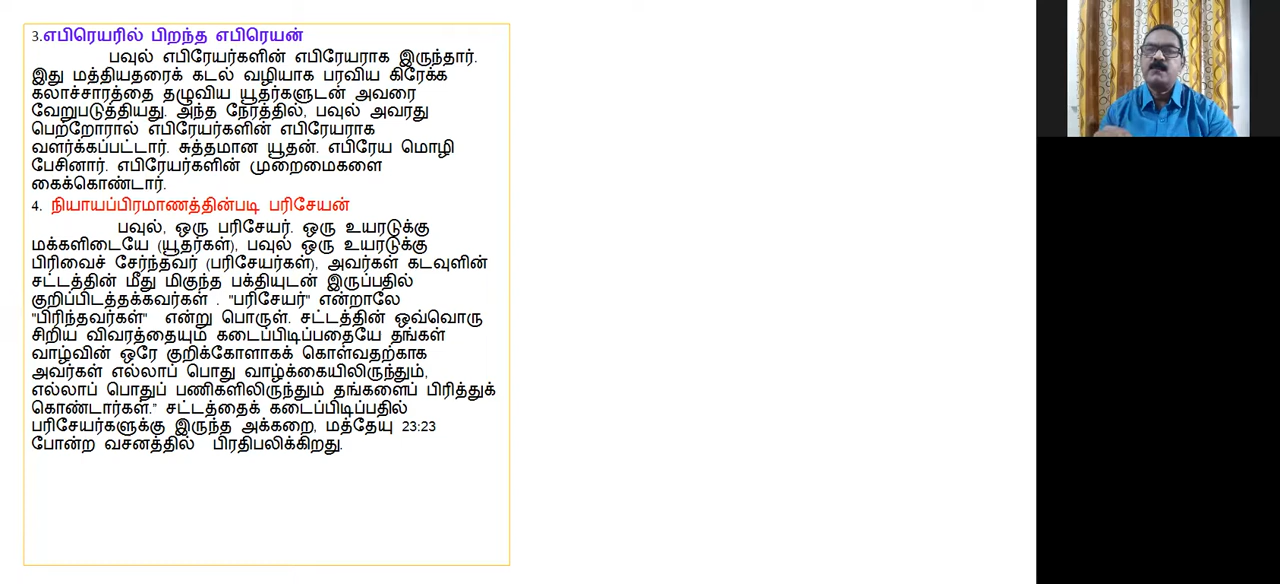 3.எபிரெயரில் பிறந்த எபிரெயன்
பவுல் எபிரேயர்களின் எபிரேயராக இருந்தார்.
இது மத்தியதரைக் கடல் வழியாக பரவிய கிரேக்க
கலாச்சாரத்தை தழுவிய யூதர்களுடன் அவரை
வேறுபடுத்தியது. அந்த நேரத்தில், பவுல் அவரது
பெற்றோரால் எபிரேயர்களின் எபிரேயராக
வளர்க்கப்பட்டார். சுத்தமான யூதன். எபிரேய மொழி
பேசினார். எபிரேயர்களின் முறைமைகளை
கைக்கொண்டார்.
4. நியாயப்பிரமாணத்தின்படி பரிசேயன்
பவுல், ஒரு பரிசேயர். ஒரு உயரடுக்கு
மக்களிடையே (யூதர்கள்), பவுல் ஒரு உயரடுக்கு
பிரிவைச் சேர்ந்தவர் (பரிசேயர்கள்), அவர்கள் கடவுளின்
சட்டத்தின் மீது மிகுந்த பக்தியுடன் இருப்பதில்
குறிப்பிடத்தக்கவர்கள் . "பரிசேயர்" என்றாலே
"பிரிந்தவர்கள்" என்று பொருள். சட்டத்தின் ஒவ்வொரு
சிறிய விவரத்தையும் கடைப்பிடிப்பதையே தங்கள்
வாழ்வின் ஒரே குறிக்கோளாகக் கொள்வதற்காக
அவர்கள் எல்லாப் பொது வாழ்க்கையிலிருந்தும்,
எல்லாப் பொதுப் பணிகளிலிருந்தும் தங்களைப் பிரித்துக்
கொண்டார்கள்.” சட்டத்தைக் கடைப்பிடிப்பதில்
பரிசேயர்களுக்கு இருந்த அக்கறை, மத்தேயு 23:23
போன்ற வசனத்தில் பிரதிபலிக்கிறது.